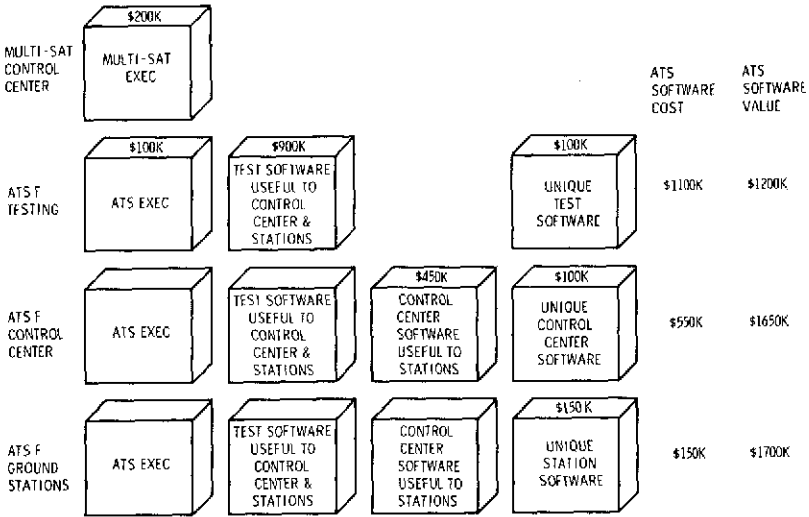 $200K
MULTI-SAT
CONTROL
CENTER
MULTI-SAT
EXEC
ATS
SOFTWARE
COST
ATS
SOFTWARE
VALUE
ATS F
TESTING
$100K
ATS EXEC
$900K
TEST SOFTWARE
USEFUL TO
CONTROL
CENTER &
STATIONS
$100K
UNIQUE
TEST
SOFTWARE
$1100K
$1200K
ATS F
CONTROL
CENTER
ATS EXEC
TEST SOFTWARE
USEFUL TO
CONTROL
CENTER &
STATIONS
$450K
CONTROL
CENTER
SOFTWARE
USEFUL TO
STATIONS
$100K
UNIQUE
CONTROL
CENTER
SOFTWARE
$550K
$1650K
ATS F
GROUND
STATIONS
ATS EXEC
TEST SOFTWARE
USEFUL TO
CONTROL
CENTER &
STATIONS
CONTROL
CENTER
SOFTWARE
USEFUL TO
STATIONS
$150K
UNIQUE
STATION
SOFTWARE
$150K
$1700K